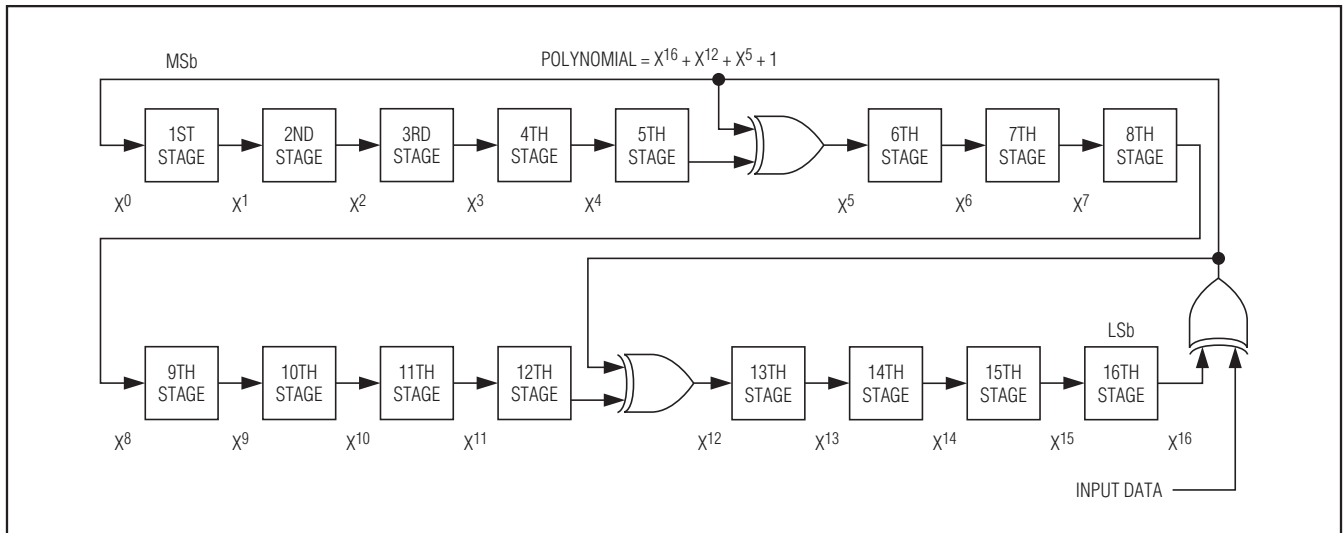 MSb
POLYNOMIAL = X16 + X12 + X5 + 1
1ST
STAGE
2ND
STAGE
3RD
STAGE
4TH
STAGE
5TH
STAGE
6TH
STAGE
7TH
STAGE
8TH
STAGE
X0
X1
X2
X3
X4
X5
X6
X7
LSb
9TH
STAGE
10TH
STAGE
11TH
STAGE
12TH
STAGE
13TH
STAGE
14TH
STAGE
15TH
STAGE
16TH
STAGE
X8
X9
X10
X11
X12
X13
X14
X15
X16
INPUT DATA